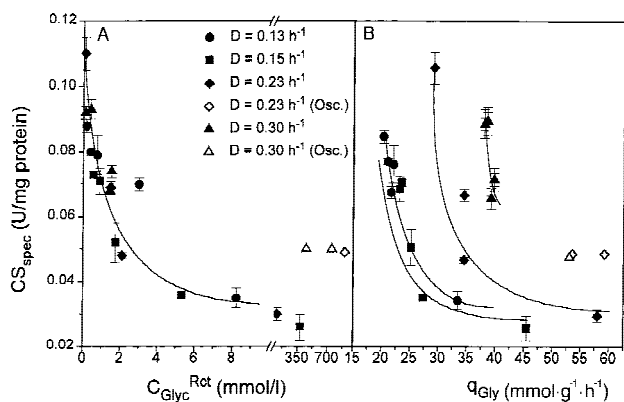 A
B
D = 0.13 h⁻¹
D = 0.15 h⁻¹
D = 0.23 h⁻¹
D = 0.23 h⁻¹ (Osc.)
D = 0.30 h⁻¹
D = 0.30 h⁻¹ (Osc.)
0.12
0.10
0.08
0.06
0.04
0.02
CS_spec (U/mg protein)
0 2 4 6 8 350 700 15 20 25 30 35 40 45 50 55 60
C_Glyc^Rot (mmol/l)
q_Gly (mmol·g⁻¹·h⁻¹)